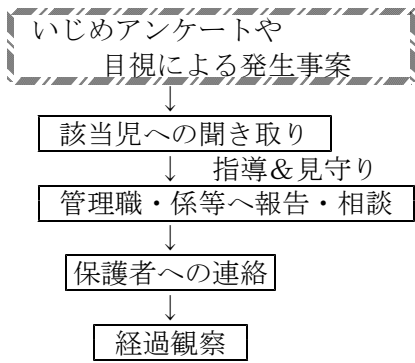 いじめアンケートや
目視による発生事案
↓
該当児への聞き取り
↓ 指導＆見守り
管理職・係等へ報告・相談
↓
保護者への連絡
↓
経過観察